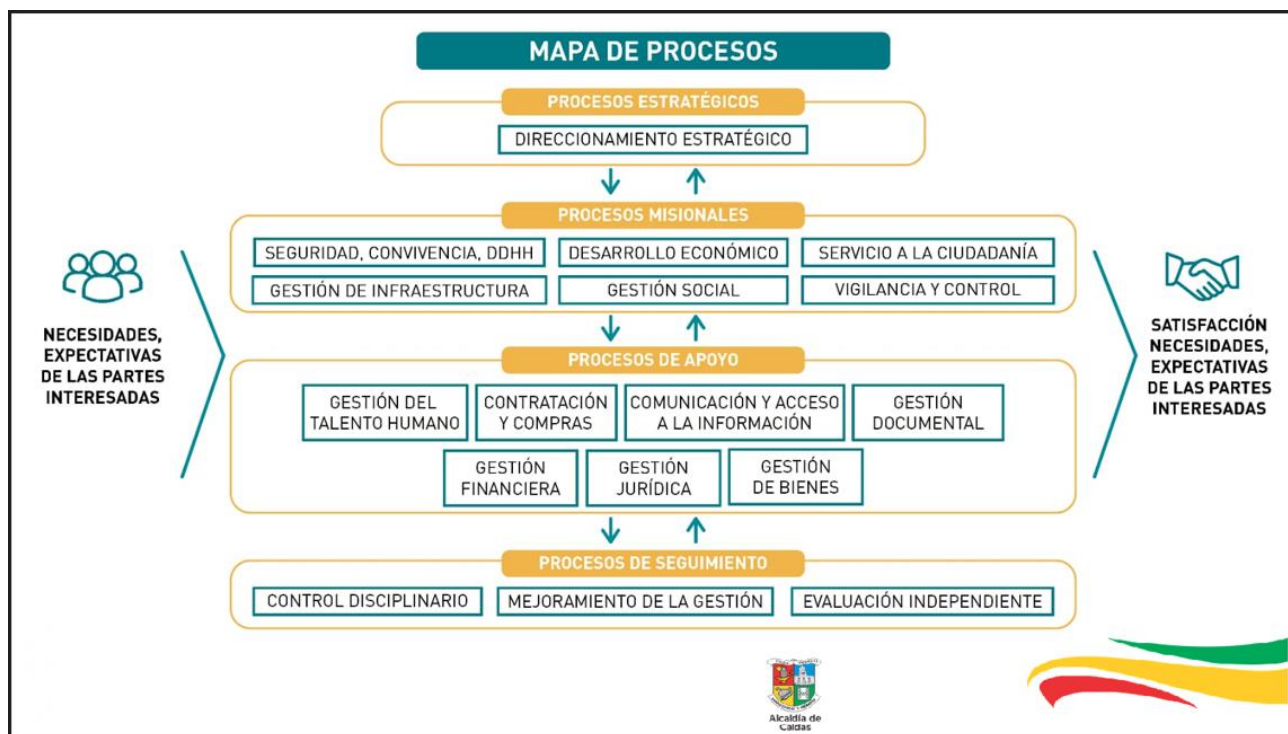 MAPA DE PROCESOS
PROCESOS ESTRATÉGICOS
DIRECCIONAMIENTO ESTRATÉGICO
PROCESOS MISIONALES
SEGURIDAD, CONVIVENCIA, DDHH
DESARROLLO ECONÓMICO
SERVICIO A LA CIUDADANÍA
GESTIÓN DE INFRAESTRUCTURA
GESTIÓN SOCIAL
VIGILANCIA Y CONTROL
NECESIDADES,
EXPECTATIVAS
DE LAS PARTES
INTERESADAS
PROCESOS DE APOYO
GESTIÓN DEL
TALENTO HUMANO
CONTRATACIÓN
Y COMPRAS
COMUNICACIÓN Y ACCESO
A LA INFORMACIÓN
GESTIÓN
DOCUMENTAL
GESTIÓN
FINANCIERA
GESTIÓN
JURÍDICA
GESTIÓN
DE BIENES
SATISFACCIÓN
NECESIDADES,
EXPECTATIVAS
DE LAS PARTES
INTERESADAS
PROCESOS DE SEGUIMIENTO
CONTROL DISCIPLINARIO
MEJORAMIENTO DE LA GESTIÓN
EVALUACIÓN INDEPENDIENTE
Alcaldía de
Caldas